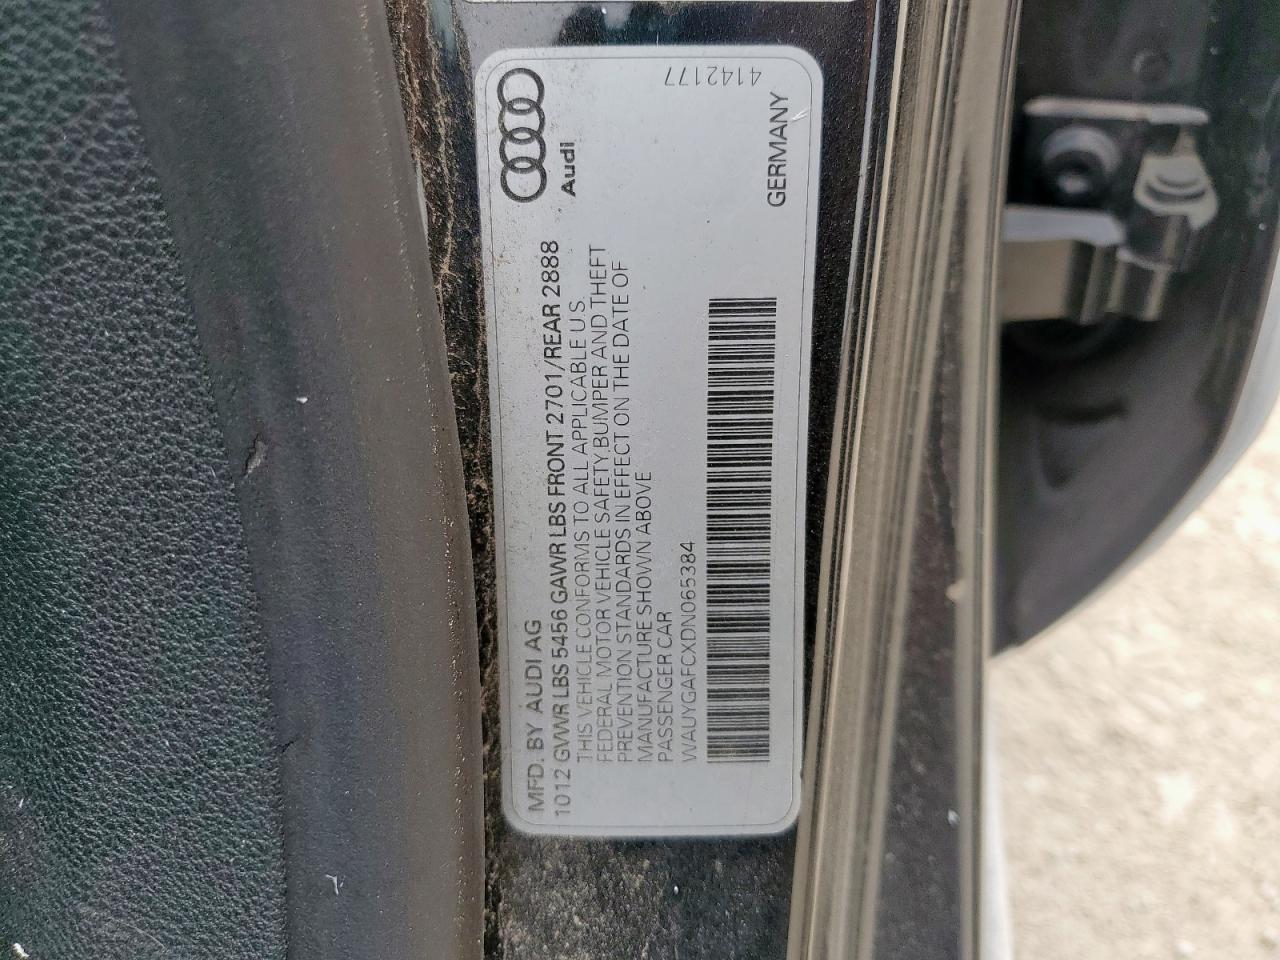 MFD. BY AUDI AG
Audi
1012 GVWR LBS 5456 GAWR LBS FRONT 2701/REAR 2888
THIS VEHICLE CONFORMS TO ALL APPLICABLE U.S.
FEDERAL MOTOR VEHICLE SAFETY, BUMPER AND THEFT
PREVENTION STANDARDS IN EFFECT ON THE DATE OF
MANUFACTURE SHOWN ABOVE
PASSENGER CAR
WAUYGAFCXDN065384
4142177
GERMANY